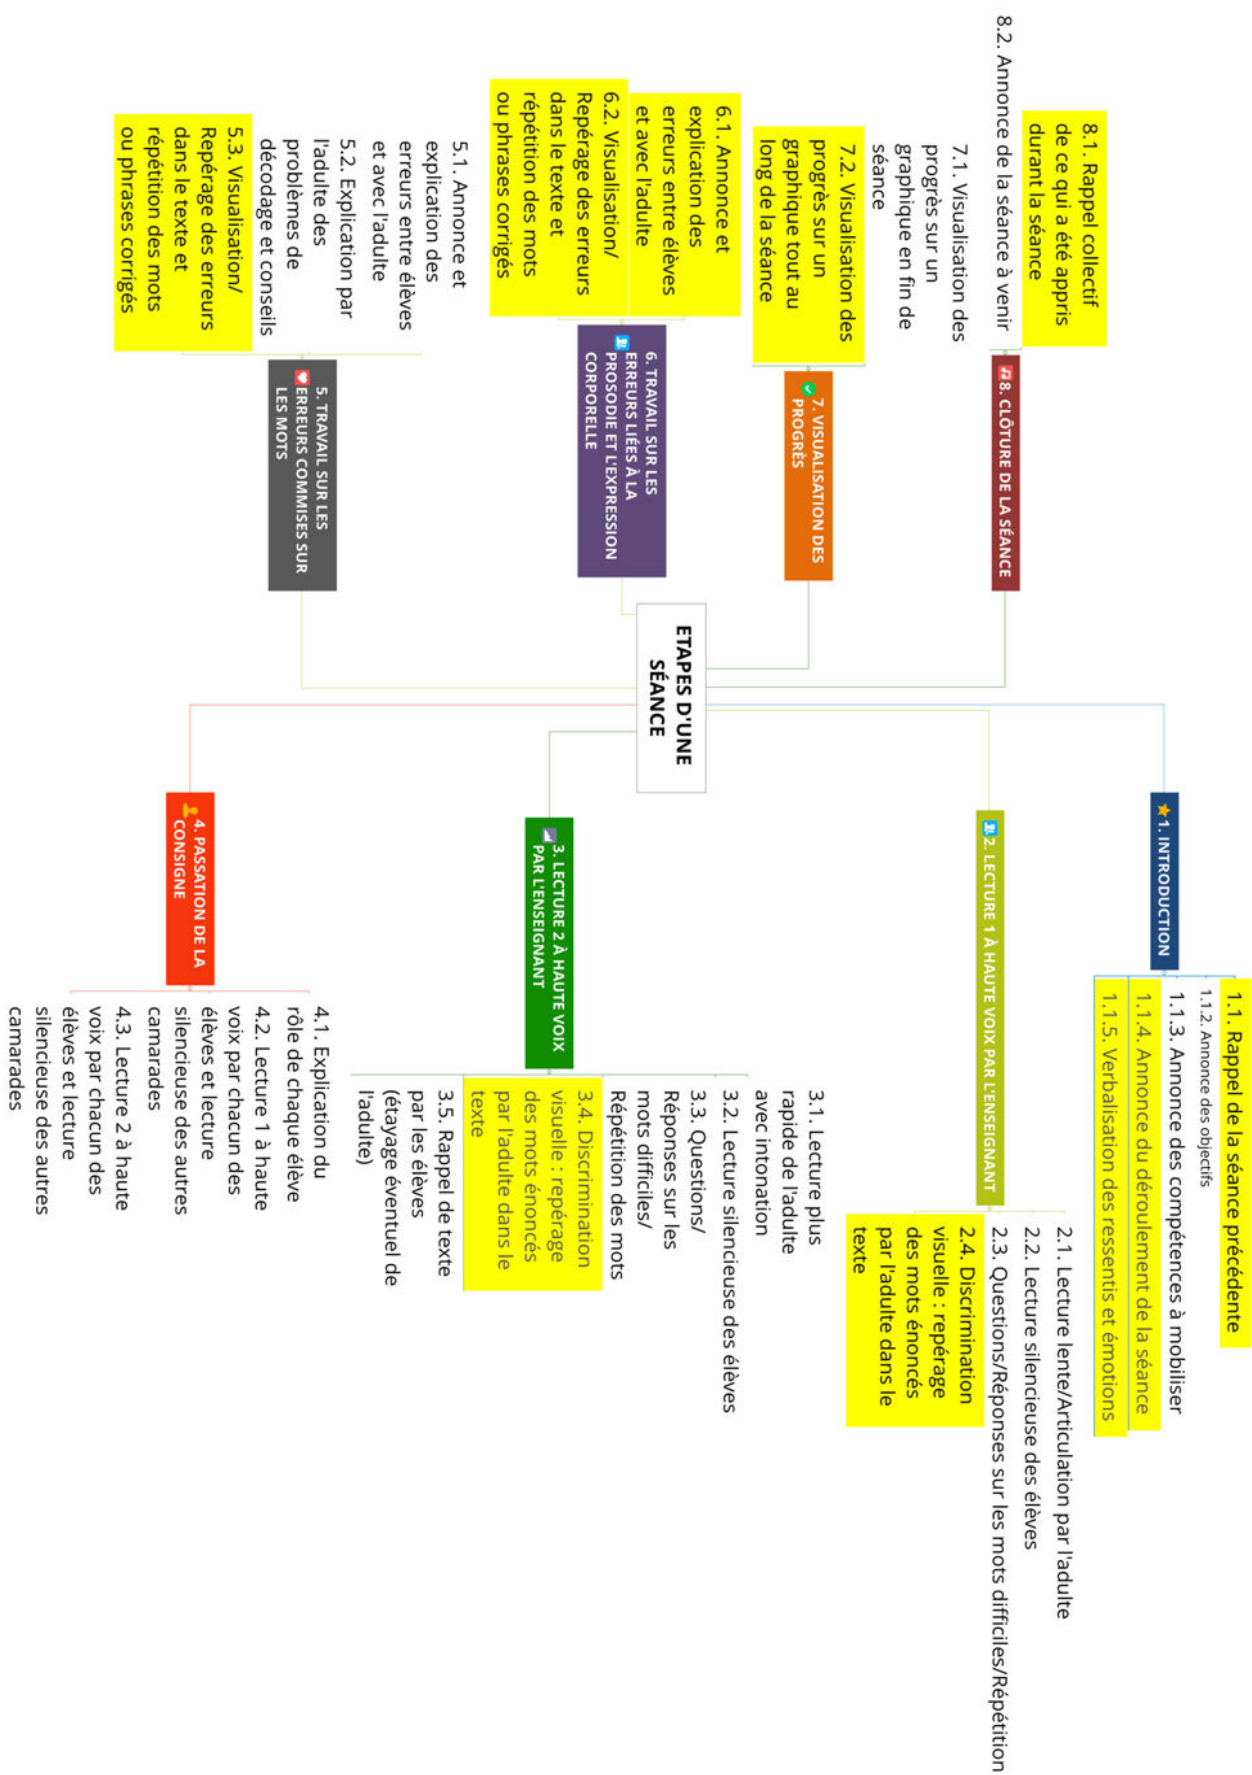 ETAPES D'UNE
SÉANCE
1. INTRODUCTION
1.1. Rappel de la séance précédente
1.1.2. Annonce des objectifs
1.1.3. Annonce des compétences à mobiliser
1.1.4. Annonce du déroulement de la séance
1.1.5. Verbalisation des ressentis et émotions
2. LECTURE 1 À HAUTE VOIX PAR L'ENSEIGNANT
2.1. Lecture lente/Articulation par l'adulte
2.2. Lecture silencieuse des élèves
2.3. Questions/Réponses sur les mots difficiles/Répétition
2.4. Discrimination
visuelle : repérage
des mots énoncés
par l'adulte dans le
texte
3. LECTURE 2 À HAUTE VOIX
PAR L'ENSEIGNANT
3.1. Lecture plus
rapide de l'adulte
avec intonation
3.2. Lecture silencieuse des élèves
3.3. Questions/
Réponses sur les
mots difficiles/
Répétition des mots
3.4. Discrimination
visuelle : repérage
des mots énoncés
par l'adulte dans le
texte
3.5. Rappel de texte
par les élèves
(étayage éventuel de
l'adulte)
4. PASSATION DE LA
CONSIGNE
4.1. Explication du
rôle de chaque élève
4.2. Lecture 1 à haute
voix par chacun des
élèves et lecture
silencieuse des autres
camarades
4.3. Lecture 2 à haute
voix par chacun des
élèves et lecture
silencieuse des autres
camarades
5. TRAVAIL SUR LES
ERREURS COMMISES SUR
LES MOTS
5.1. Annonce et
explication des
erreurs entre élèves
et avec l'adulte
5.2. Explication par
l'adulte des
problèmes de
décodage et conseils
5.3. Visualisation/
Repérage des erreurs
dans le texte et
répétition des mots
ou phrases corrigés
6. TRAVAIL SUR LES
ERREURS LIÉES À LA
PROSODIE ET L'EXPRESSION
CORPORELLE
6.1. Annonce et
explication des
erreurs entre élèves
et avec l'adulte
6.2. Visualisation/
Repérage des erreurs
dans le texte et
répétition des mots
ou phrases corrigés
7. VISUALISATION DES
PROGRÈS
7.1. Visualisation des
progrès sur un
graphique en fin de
séance
7.2. Visualisation des
progrès sur un
graphique tout au
long de la séance
8. CLÔTURE DE LA SÉANCE
8.1. Rappel collectif
de ce qui a été appris
durant la séance
8.2. Annonce de la séance à venir